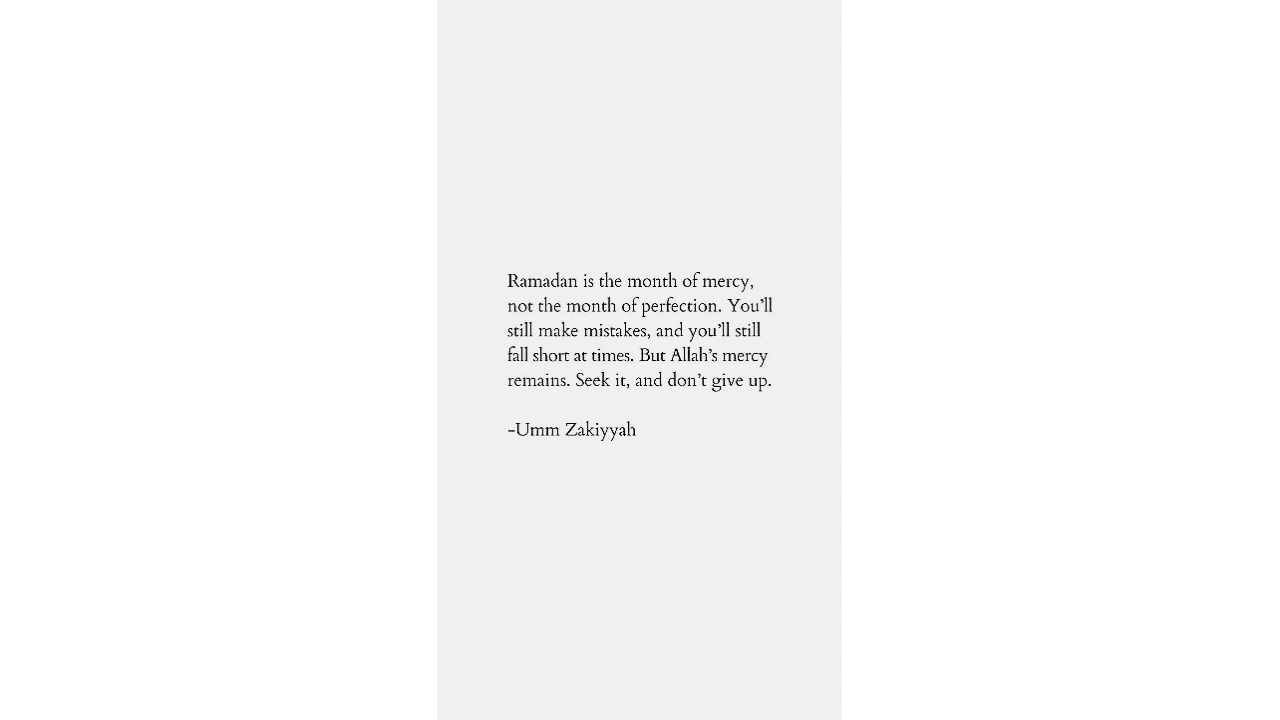 Ramadan is the month of mercy,
not the month of perfection. You’ll
still make mistakes, and you’ll still
fall short at times. But Allah’s mercy
remains. Seek it, and don’t give up.
-Umm Zakiyyah